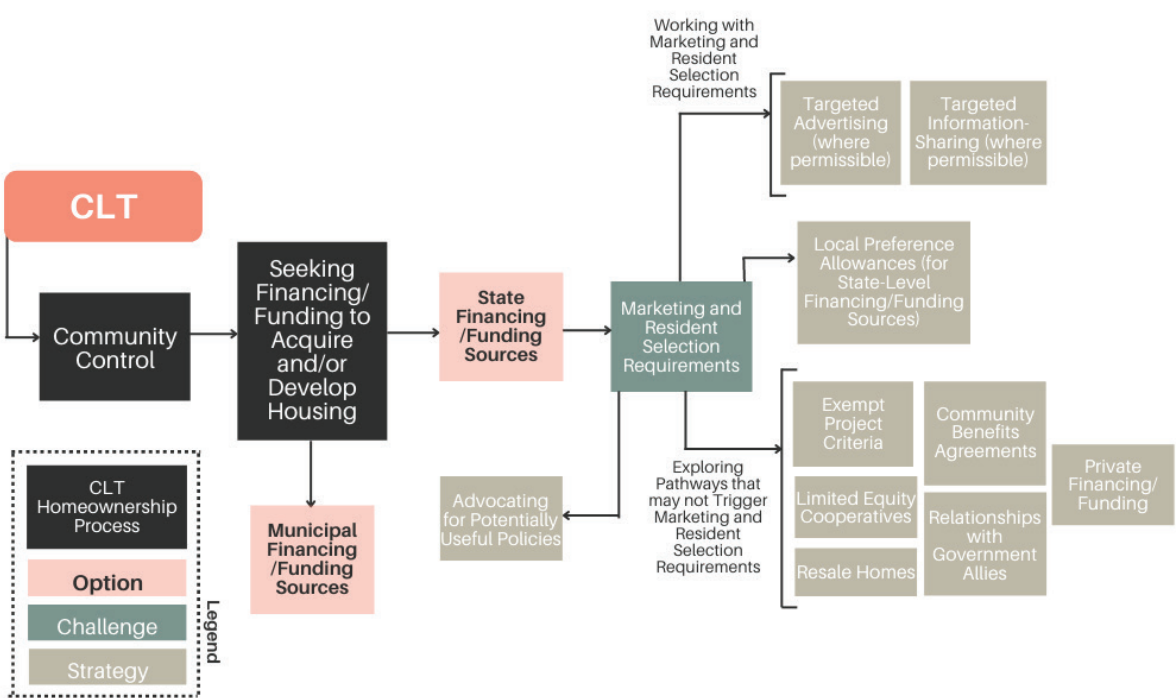 Working with
Marketing and
Resident
Selection
Requirements
Targeted
Advertising
(where
permissible)
Targeted
Information-
Sharing (where
permissible)
CLT
Community
Control
Seeking
Financing/
Funding to
Acquire
and/or
Develop
Housing
State
Financing
/Funding
Sources
Marketing and
Resident
Selection
Requirements
Local Preference
Allowances (for
State-Level
Financing/Funding
Sources)
Municipal
Financing
/Funding
Sources
Advocating
for Potentially
Useful Policies
Exploring
Pathways that
may not Trigger
Marketing and
Resident
Selection
Requirements
Exempt
Project
Criteria
Community
Benefits
Agreements
Limited Equity
Cooperatives
Relationships
with
Government
Allies
Resale Homes
Private
Financing/
Funding
CLT
Homeownership
Process
Option
Challenge
Strategy
Legend